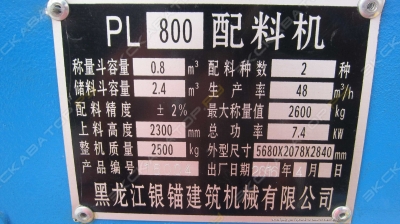 PL 800 配料机
称量斗容量 0.8 m³ 配料种数 2 种
储料斗容量 2.4 m³ 生产率 48 m³/h
配料精度 ±2% 最大称量值 2600 kg
上料高度 2300 mm 总功率 7.4 KW
整机质量 2500 kg 外型尺寸 5680X2078X2840 mm
产品编号 出厂日期 月 日
黑龙江银锚建筑机械有限公司